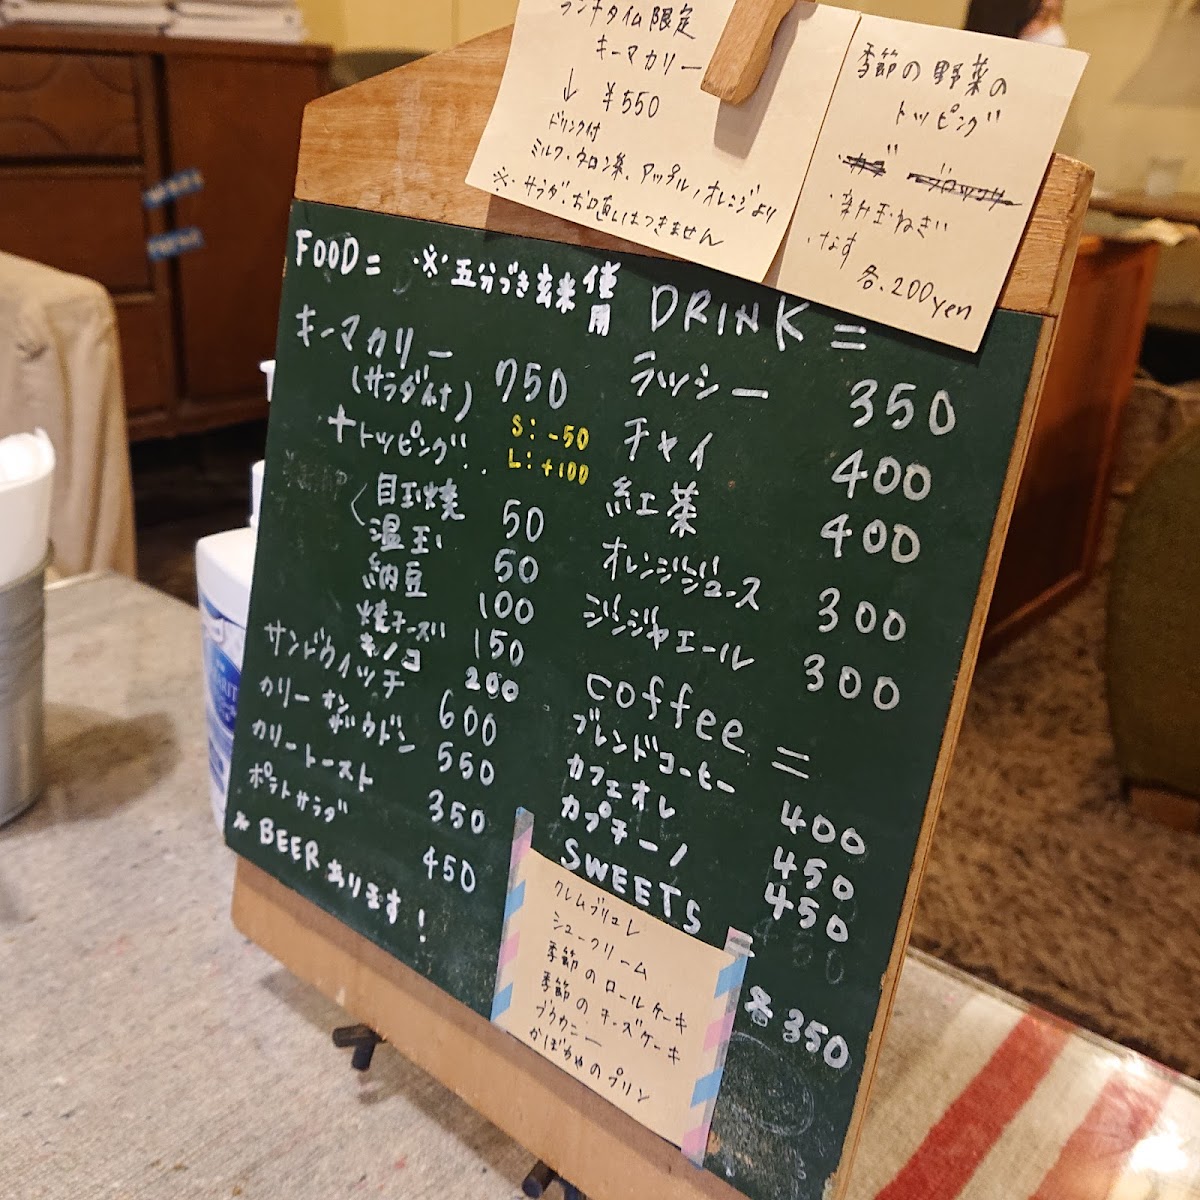 ランチタイム限定
キーマカリー
↓ ¥550
ドリンク付
ミルク・ウーロン茶、アップル、オレンジより
※・サラダ・お口直しはつきません
季節の野菜の
トッピング
・新玉ねぎ
・なす
各、200yen
FOOD= ※五分づき玄米使用
キーマカリー
(サラダ付) 750
S:-50
L:+100
+トッピング..
目玉焼 50
温玉 50
納豆 100
焼チーズ 150
キノコ 200
サンドウィッチ 600
カリーオンザウドン 550
カリートースト 350
ポテトサラダ 450
※BEERあります!
DRINK=
ラッシー 350
チャイ 400
紅茶 400
オレンジジュース 300
ジンジャエール 300
coffee=
ブレンドコーヒー 400
カフェオレ 450
カプチーノ 450
SWEETS=
クレムブリュレ
シュークリーム
季節のロールケーキ
季節のチーズケーキ
ブラウニー
かぼちゃのプリン
各350